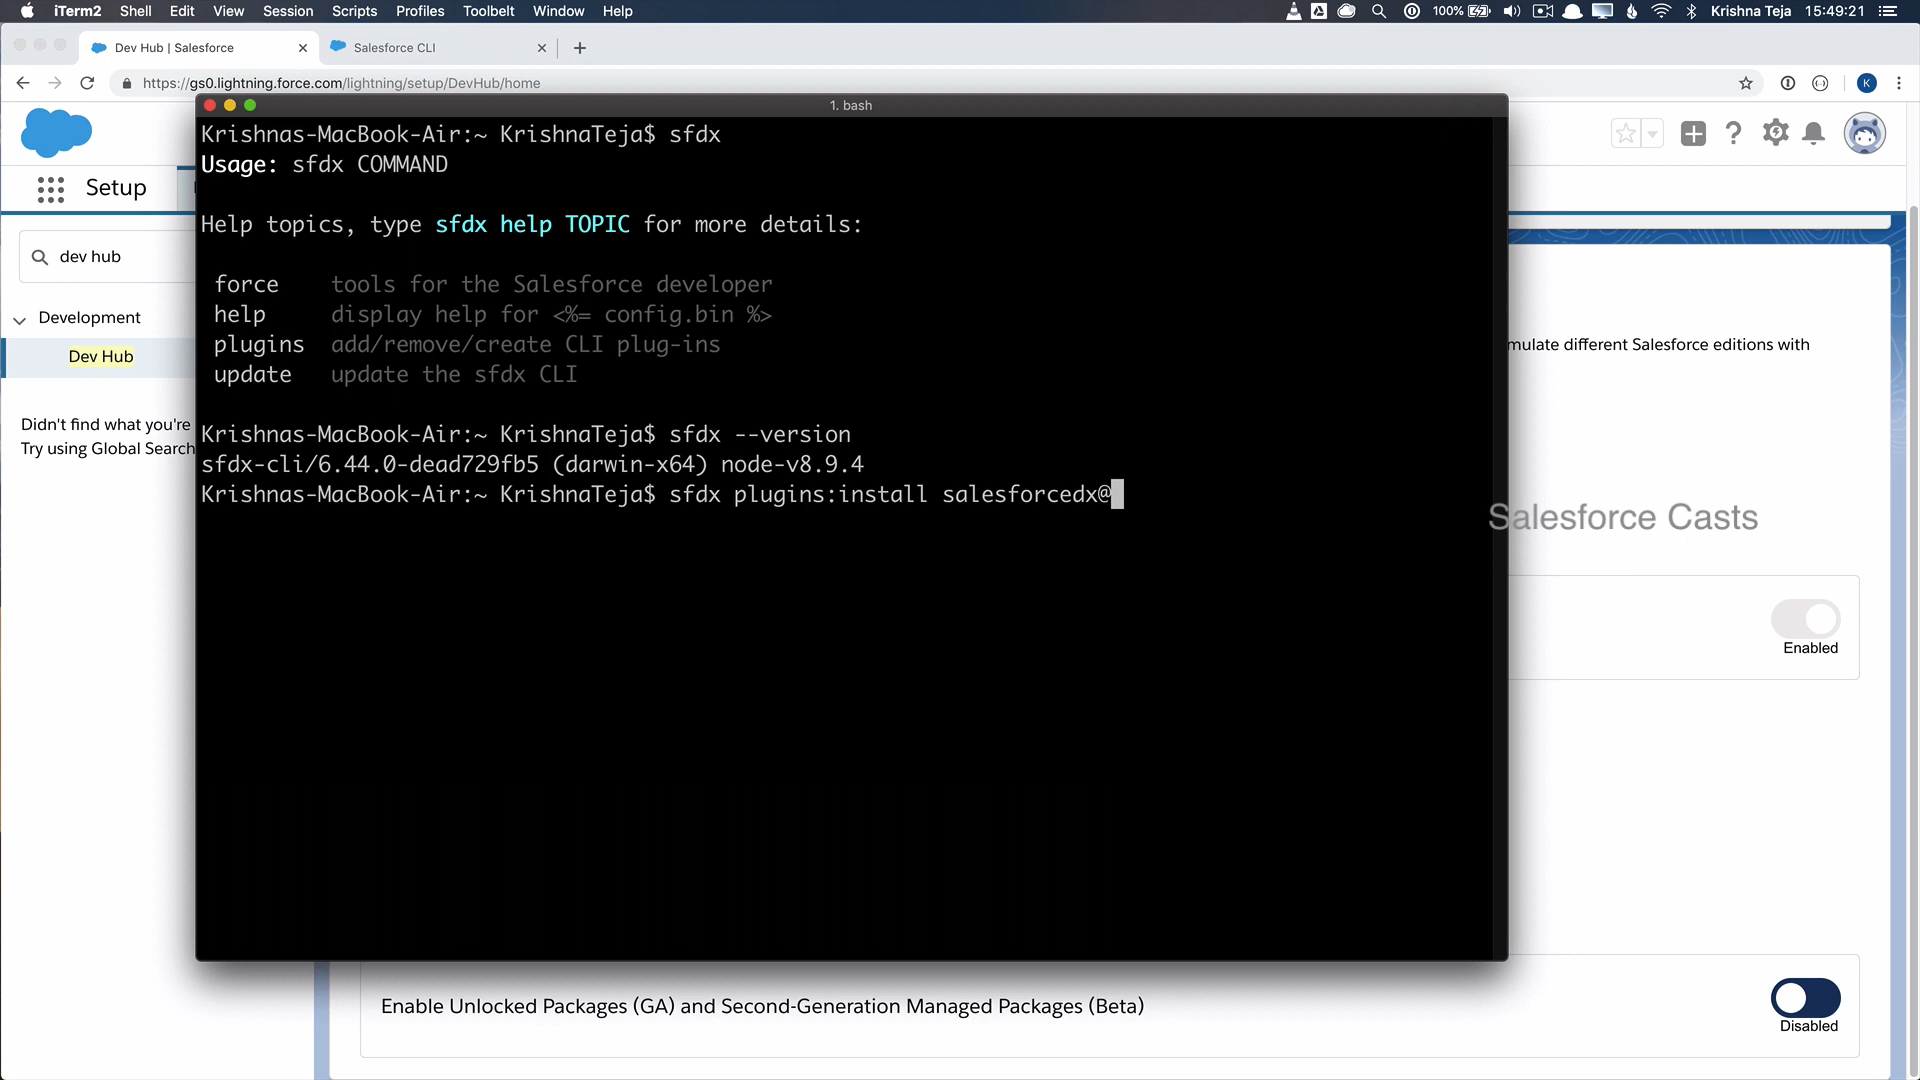 iTerm2 Shell Edit View Session Scripts Profiles Toolbelt Window Help 100% Krishna Teja 15:49:21
Dev Hub | Salesforce
Salesforce CLI
https://gs0.lightning.force.com/lightning/setup/DevHub/home
K
1. bash
Krishnas-MacBook-Air:~ KrishnaTeja$ sfdx
Usage: sfdx COMMAND
Help topics, type sfdx help TOPIC for more details:
force tools for the Salesforce developer
help display help for <%= config.bin %>
plugins add/remove/create CLI plug-ins
update update the sfdx CLI
Krishnas-MacBook-Air:~ KrishnaTeja$ sfdx --version
sfdx-cli/6.44.0-dead729fb5 (darwin-x64) node-v8.9.4
Krishnas-MacBook-Air:~ KrishnaTeja$ sfdx plugins:install salesforcedx@
Setup
dev hub
Development
Dev Hub
Didn't find what you're
Try using Global Search
mulate different Salesforce editions with
Salesforce Casts
Enabled
Enable Unlocked Packages (GA) and Second-Generation Managed Packages (Beta)
Disabled